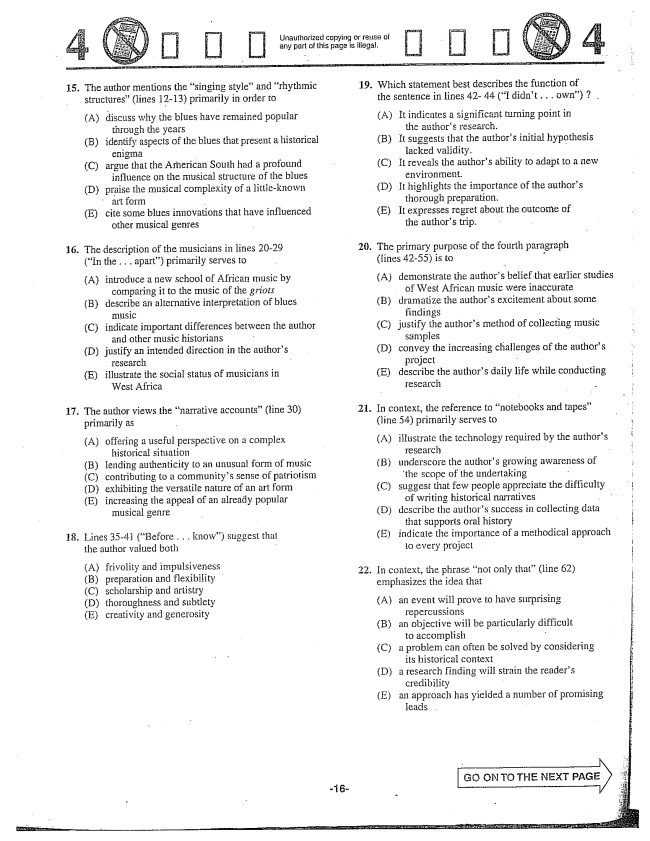 4
Unauthorized copying or reuse of
any part of this page is illegal.
4
15. The author mentions the "singing style" and "rhythmic
structures" (lines 12-13) primarily in order to
(A) discuss why the blues have remained popular
through the years
(B) identify aspects of the blues that present a historical
enigma
(C) argue that the American South had a profound
influence on the musical structure of the blues
(D) praise the musical complexity of a little-known
art form
(E) cite some blues innovations that have influenced
other musical genres
16. The description of the musicians in lines 20-29
("In the . . . apart") primarily serves to
(A) introduce a new school of African music by
comparing it to the music of the griots
(B) describe an alternative interpretation of blues
music
(C) indicate important differences between the author
and other music historians
(D) justify an intended direction in the author's
research
(E) illustrate the social status of musicians in
West Africa
17. The author views the "narrative accounts" (line 30)
primarily as
(A) offering a useful perspective on a complex
historical situation
(B) lending authenticity to an unusual form of music
(C) contributing to a community's sense of patriotism
(D) exhibiting the versatile nature of an art form
(E) increasing the appeal of an already popular
musical genre
18. Lines 35-41 ("Before . . . know") suggest that
the author valued both
(A) frivolity and impulsiveness
(B) preparation and flexibility
(C) scholarship and artistry
(D) thoroughness and subtlety
(E) creativity and generosity
19. Which statement best describes the function of
the sentence in lines 42- 44 ("I didn't . . . own") ?
(A) It indicates a significant turning point in
the author's research.
(B) It suggests that the author's initial hypothesis
lacked validity.
(C) It reveals the author's ability to adapt to a new
environment.
(D) It highlights the importance of the author's
thorough preparation.
(E) It expresses regret about the outcome of
the author's trip.
20. The primary purpose of the fourth paragraph
(lines 42-55) is to
(A) demonstrate the author's belief that earlier studies
of West African music were inaccurate
(B) dramatize the author's excitement about some
findings
(C) justify the author's method of collecting music
samples
(D) convey the increasing challenges of the author's
project
(E) describe the author's daily life while conducting
research
21. In context, the reference to "notebooks and tapes"
(line 54) primarily serves to
(A) illustrate the technology required by the author's
research
(B) underscore the author's growing awareness of
the scope of the undertaking
(C) suggest that few people appreciate the difficulty
of writing historical narratives
(D) describe the author's success in collecting data
that supports oral history
(E) indicate the importance of a methodical approach
to every project
22. In context, the phrase "not only that" (line 62)
emphasizes the idea that
(A) an event will prove to have surprising
repercussions
(B) an objective will be particularly difficult
to accomplish
(C) a problem can often be solved by considering
its historical context
(D) a research finding will strain the reader's
credibility
(E) an approach has yielded a number of promising
leads
GO ON TO THE NEXT PAGE
-16-